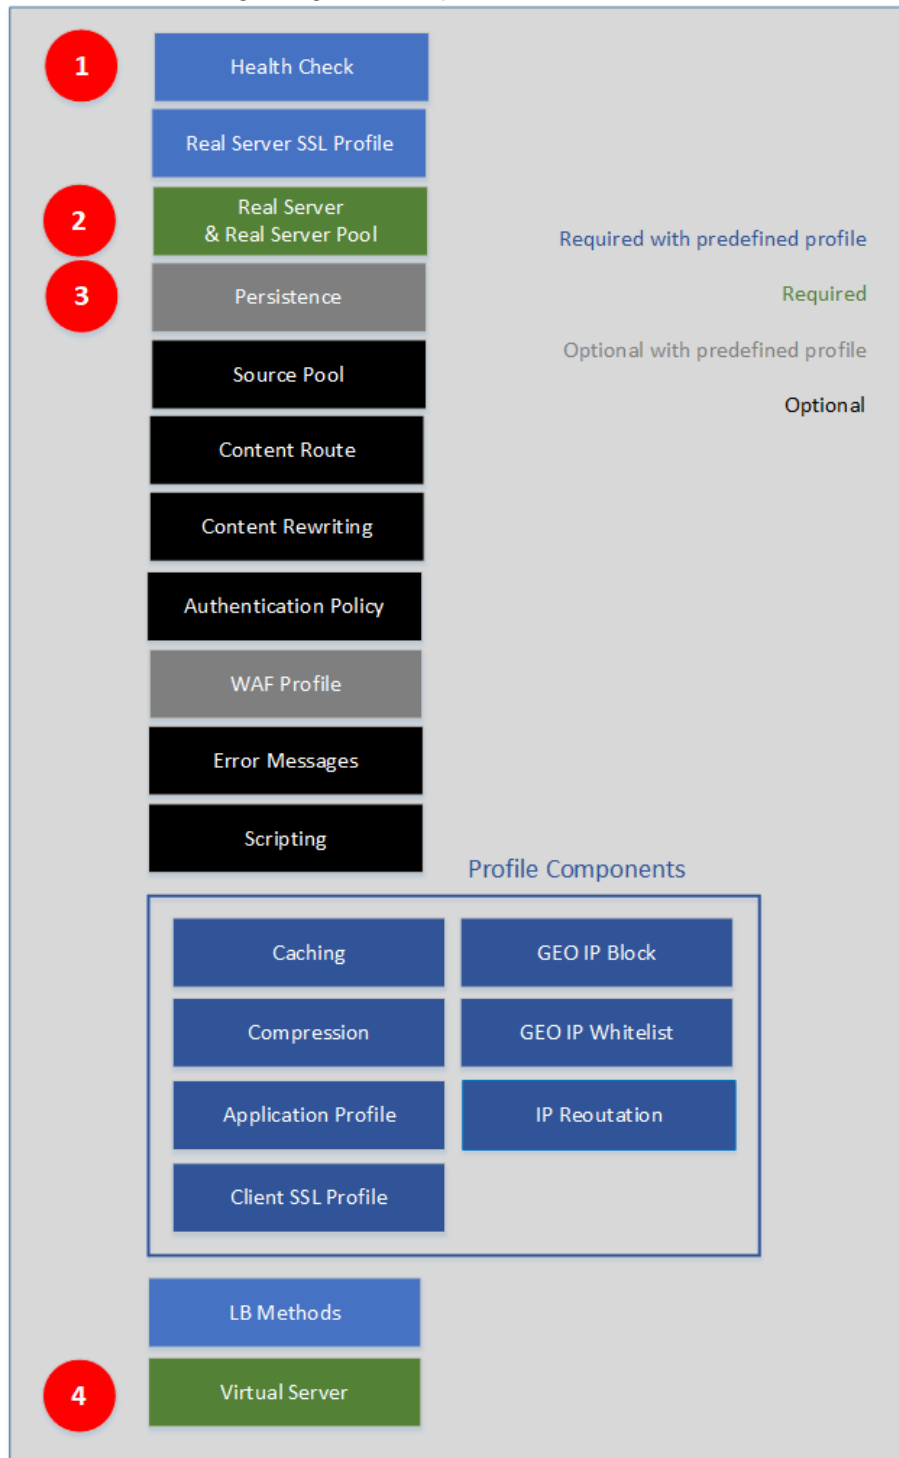 1
Health Check
Real Server SSL Profile
2
Real Server
& Real Server Pool
Required with predefined profile
3
Persistence
Required
Source Pool
Optional with predefined profile
Optional
Content Route
Content Rewriting
Authentication Policy
WAF Profile
Error Messages
Scripting
Profile Components
Caching
GEO IP Block
Compression
GEO IP Whitelist
Application Profile
IP Reoutation
Client SSL Profile
LB Methods
4
Virtual Server